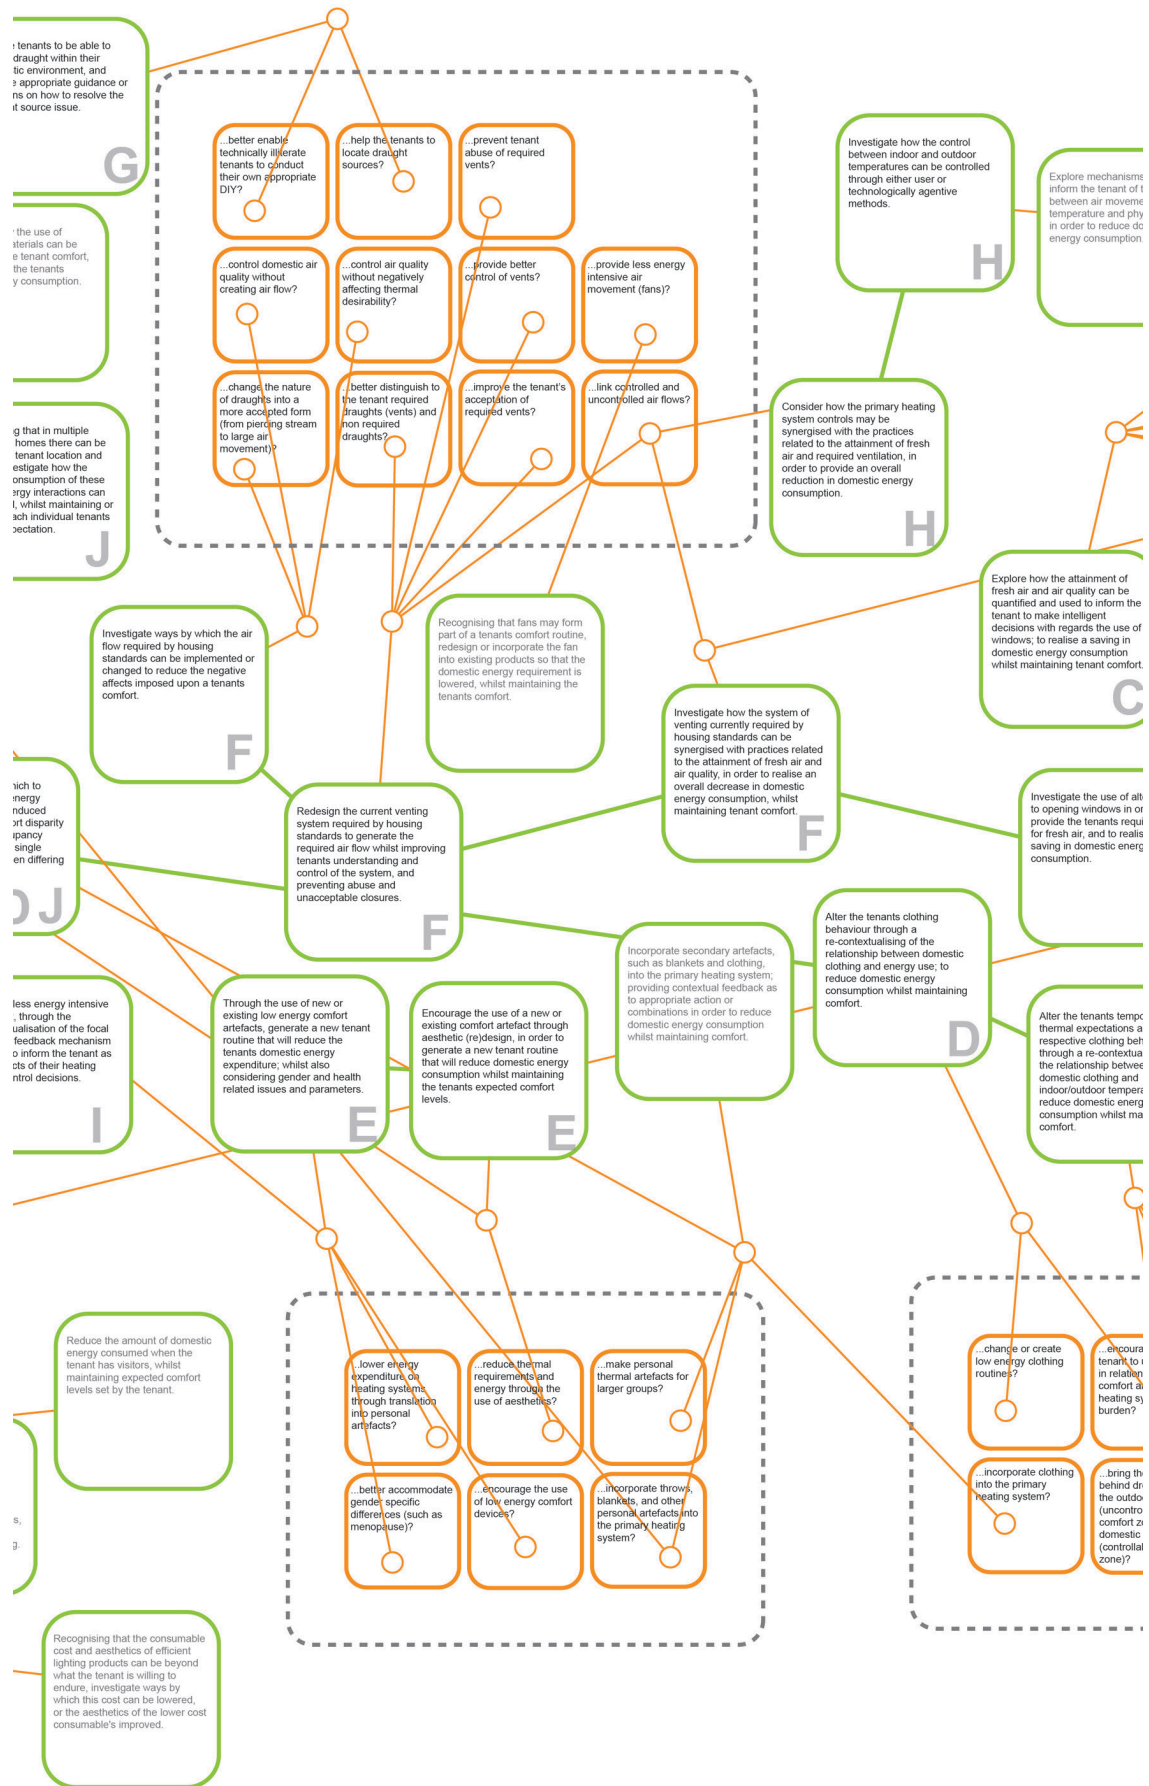 e tenants to be able to
draught within their
tic environment, and
e appropriate guidance or
ns on how to resolve the
t source issue.
G
...better enable
technically illiterate
tenants to conduct
their own appropriate
DIY?
...help the tenants to
locate draught
sources?
...prevent tenant
abuse of required
vents?
Investigate how the control
between indoor and outdoor
temperatures can be controlled
through either user or
technologically agentive
methods.
H
Explore mechanisms
inform the tenant of t
between air moveme
temperature and phy
in order to reduce do
energy consumption.
the use of
aterials can be
e tenant comfort,
the tenants
y consumption.
...control domestic air
quality without
creating air flow?
...control air quality
without negatively
affecting thermal
desirability?
...provide better
control of vents?
...provide less energy
intensive air
movement (fans)?
...change the nature
of draughts into a
more accepted form
(from piercing stream
to large air
movement)?
...better distinguish to
the tenant required
draughts (vents) and
non required
draughts?
...improve the tenant's
acceptation of
required vents?
...link controlled and
uncontrolled air flows?
Consider how the primary heating
system controls may be
synergised with the practices
related to the attainment of fresh
air and required ventilation, in
order to provide an overall
reduction in domestic energy
consumption.
H
g that in multiple
homes there can be
tenant location and
estigate how the
onsumption of these
ergy interactions can
l, whilst maintaining or
ach individual tenants
pectation.
J
Explore how the attainment of
fresh air and air quality can be
quantified and used to inform the
tenant to make intelligent
decisions with regards the use of
windows; to realise a saving in
domestic energy consumption
whilst maintaining tenant comfort.
C
Investigate ways by which the air
flow required by housing
standards can be implemented or
changed to reduce the negative
affects imposed upon a tenants
comfort.
F
Recognising that fans may form
part of a tenants comfort routine,
redesign or incorporate the fan
into existing products so that the
domestic energy requirement is
lowered, whilst maintaining the
tenants comfort.
Investigate how the system of
venting currently required by
housing standards can be
synergised with practices related
to the attainment of fresh air and
air quality, in order to realise an
overall decrease in domestic
energy consumption, whilst
maintaining tenant comfort.
F
hich to
energy
nduced
ort disparity
upancy
single
en differing
D J
Redesign the current venting
system required by housing
standards to generate the
required air flow whilst improving
tenants understanding and
control of the system, and
preventing abuse and
unacceptable closures.
F
Investigate the use of alte
to opening windows in or
provide the tenants requi
for fresh air, and to realis
saving in domestic energ
consumption.
Alter the tenants clothing
behaviour through a
re-contextualising of the
relationship between domestic
clothing and energy use; to
reduce domestic energy
consumption whilst maintaining
comfort.
D
Incorporate secondary artefacts,
such as blankets and clothing,
into the primary heating system;
providing contextual feedback as
to appropriate action or
combinations in order to reduce
domestic energy consumption
whilst maintaining comfort.
less energy intensive
, through the
ualisation of the focal
feedback mechanism
o inform the tenant as
cts of their heating
ntrol decisions.
I
Through the use of new or
existing low energy comfort
artefacts, generate a new tenant
routine that will reduce the
tenants domestic energy
expenditure; whilst also
considering gender and health
related issues and parameters.
E
Encourage the use of a new or
existing comfort artefact through
aesthetic (re)design, in order to
generate a new tenant routine
that will reduce domestic energy
consumption whilst maintaining
the tenants expected comfort
levels.
E
Alter the tenants tempo
thermal expectations a
respective clothing beh
through a re-contextua
the relationship betwee
domestic clothing and
indoor/outdoor tempera
reduce domestic energ
consumption whilst ma
comfort.
Reduce the amount of domestic
energy consumed when the
tenant has visitors, whilst
maintaining expected comfort
levels set by the tenant.
...lower energy
expenditure on
heating systems
through translation
into personal
artefacts?
...reduce thermal
requirements and
energy through the
use of aesthetics?
...make personal
thermal artefacts for
larger groups?
...change or create
low energy clothing
routines?
...encoura
tenant to u
in relation
comfort a
heating sy
burden?
...better accommodate
gender specific
differences (such as
menopause)?
...encourage the use
of low energy comfort
devices?
...incorporate throws,
blankets, and other
personal artefacts into
the primary heating
system?
...incorporate clothing
into the primary
heating system?
...bring the
behind dre
the outdo
(uncontro
comfort zo
domestic
(controllal
zone)?
s,
g.
Recognising that the consumable
cost and aesthetics of efficient
lighting products can be beyond
what the tenant is willing to
endure, investigate ways by
which this cost can be lowered,
or the aesthetics of the lower cost
consumable's improved.